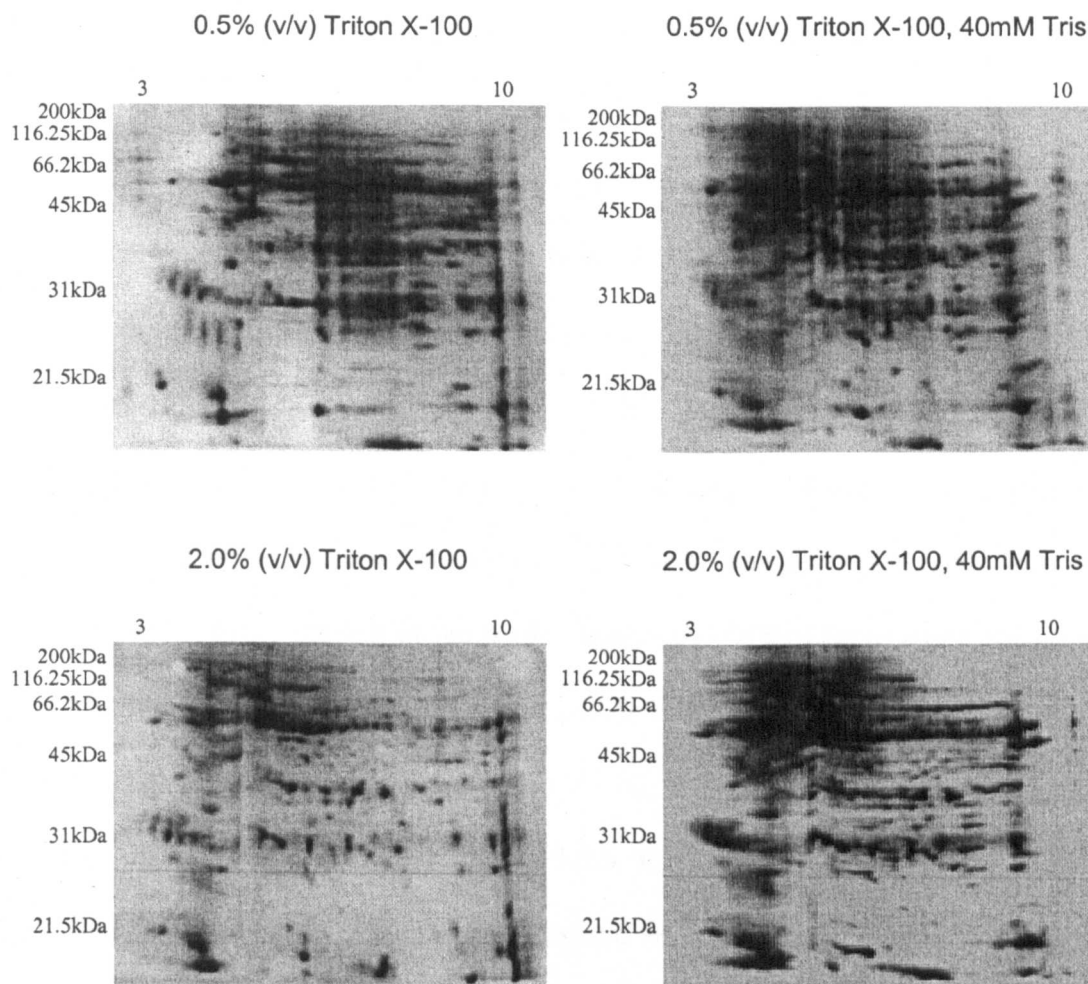 0.5% (v/v) Triton X-100
3 10
200kDa
116.25kDa
66.2kDa
45kDa
31kDa
21.5kDa
0.5% (v/v) Triton X-100, 40mM Tris
3 10
200kDa
116.25kDa
66.2kDa
45kDa
31kDa
21.5kDa
2.0% (v/v) Triton X-100
3 10
200kDa
116.25kDa
66.2kDa
45kDa
31kDa
21.5kDa
2.0% (v/v) Triton X-100, 40mM Tris
3 10
200kDa
116.25kDa
66.2kDa
45kDa
31kDa
21.5kDa